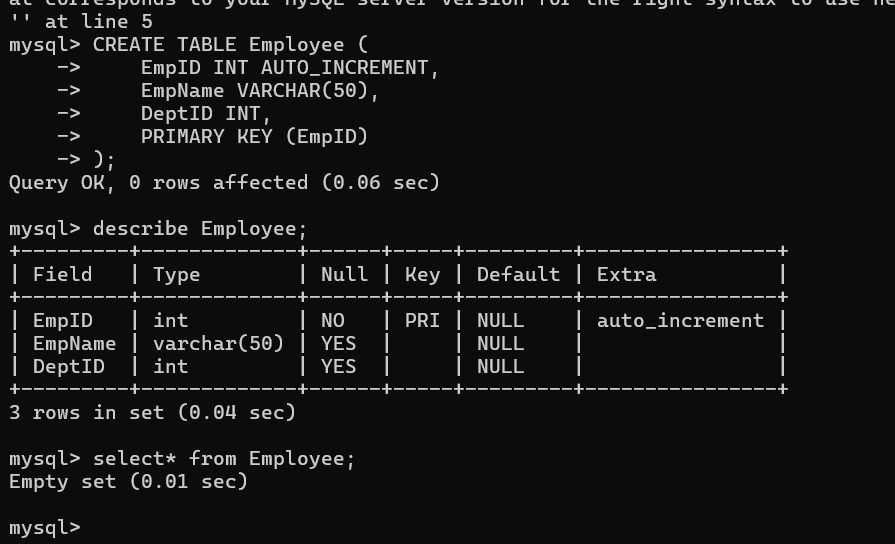 at corresponds to your MySQL server version for the right syntax to use ne
'' at line 5
mysql> CREATE TABLE Employee (
    ->     EmpID INT AUTO_INCREMENT,
    ->     EmpName VARCHAR(50),
    ->     DeptID INT,
    ->     PRIMARY KEY (EmpID)
    -> );
Query OK, 0 rows affected (0.06 sec)

mysql> describe Employee;
+---------+-------------+------+-----+---------+----------------+
| Field   | Type        | Null | Key | Default | Extra          |
+---------+-------------+------+-----+---------+----------------+
| EmpID   | int         | NO   | PRI | NULL    | auto_increment |
| EmpName | varchar(50) | YES  |     | NULL    |                |
| DeptID  | int         | YES  |     | NULL    |                |
+---------+-------------+------+-----+---------+----------------+
3 rows in set (0.04 sec)

mysql> select* from Employee;
Empty set (0.01 sec)

mysql>